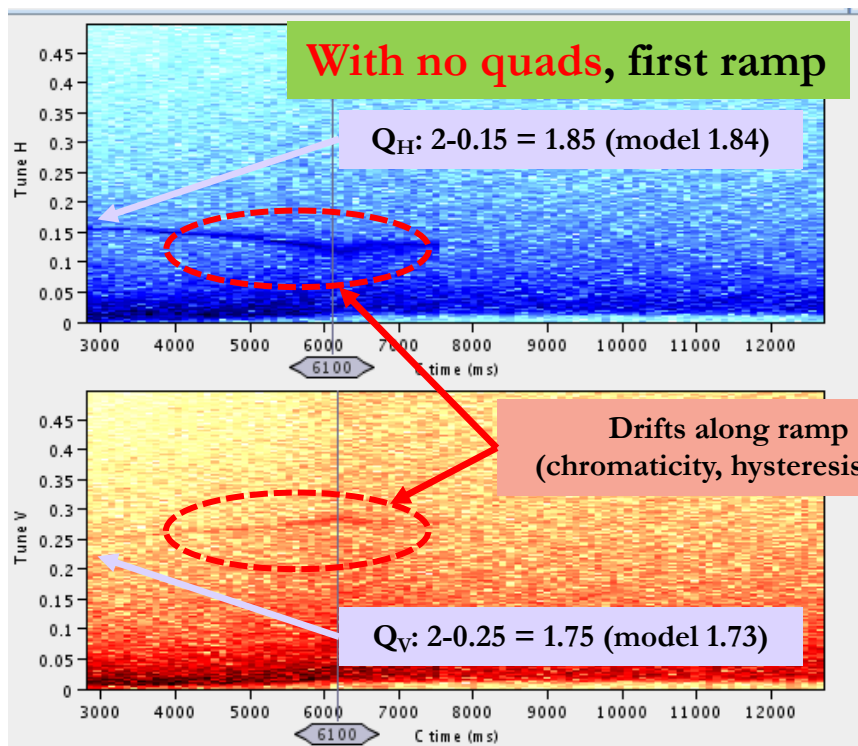 With no quads, first ramp
Q_H: 2-0.15 = 1.85 (model 1.84)
Tune H
0.45
0.4
0.35
0.3
0.25
0.2
0.15
0.1
0.05
0
3000 4000 5000 6000 7000 8000 9000 10000 11000 12000
6100
time (ms)
Drifts along ramp
(chromaticity, hysteresis
Tune V
0.45
0.4
0.35
0.3
0.25
0.2
0.15
0.1
0.05
0
Q_V: 2-0.25 = 1.75 (model 1.73)
3000 4000 5000 6000 7000 8000 9000 10000 11000 12000
6100
C time (ms)